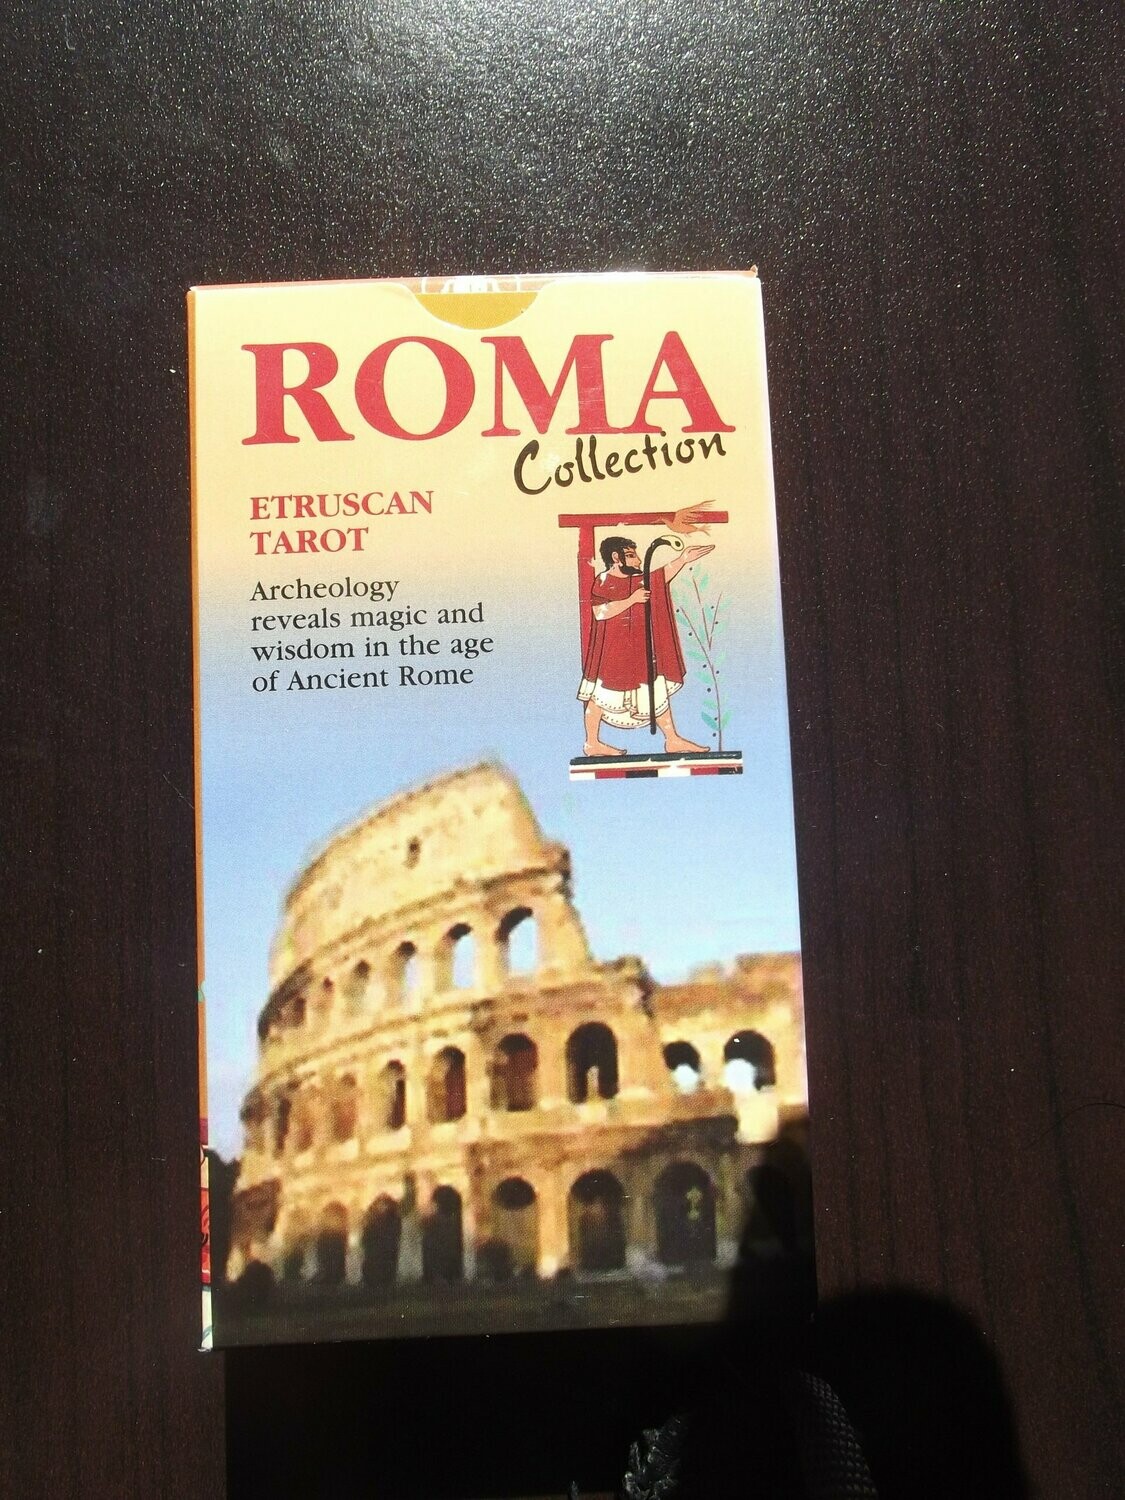 ROMA
Collection
ETRUSCAN
TAROT
Archeology
reveals magic and
wisdom in the age
of Ancient Rome